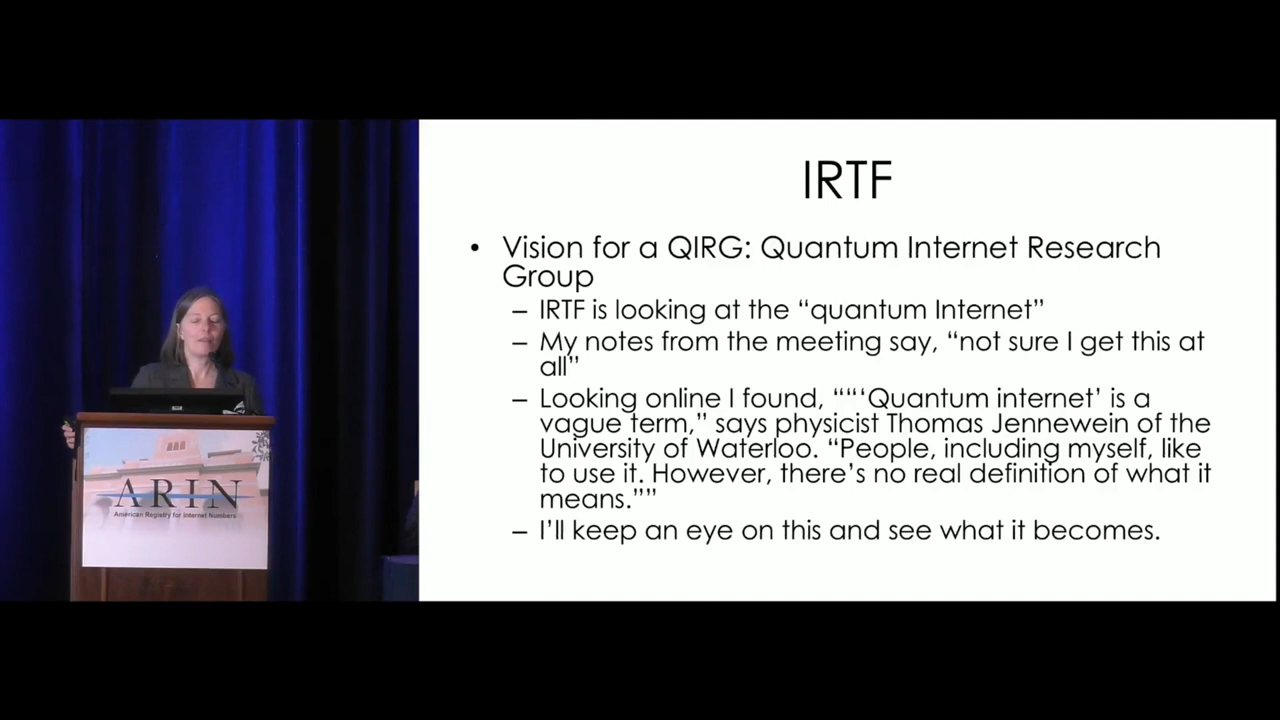 IRTF
• Vision for a QIRG: Quantum Internet Research
Group
– IRTF is looking at the “quantum Internet”
– My notes from the meeting say, “not sure I get this at
all”
– Looking online I found, ““‘Quantum internet’ is a
vague term,” says physicist Thomas Jennewein of the
University of Waterloo. “People, including myself, like
to use it. However, there’s no real definition of what it
means.””
– I’ll keep an eye on this and see what it becomes.
ARIN
American Registry for Internet Numbers